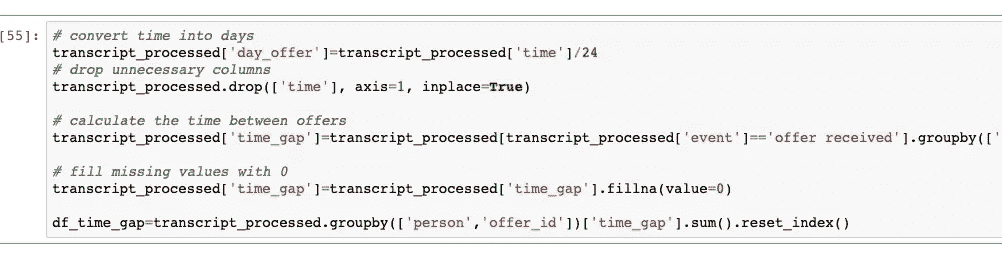 [55]: # convert time into days
transcript_processed['day_offer']=transcript_processed['time']/24
# drop unnecessary columns
transcript_processed.drop(['time'], axis=1, inplace=True)
# calculate the time between offers
transcript_processed['time_gap']=transcript_processed[transcript_processed['event']=='offer received'].groupby(['
# fill missing values with 0
transcript_processed['time_gap']=transcript_processed['time_gap'].fillna(value=0)
df_time_gap=transcript_processed.groupby(['person','offer_id'])['time_gap'].sum().reset_index()